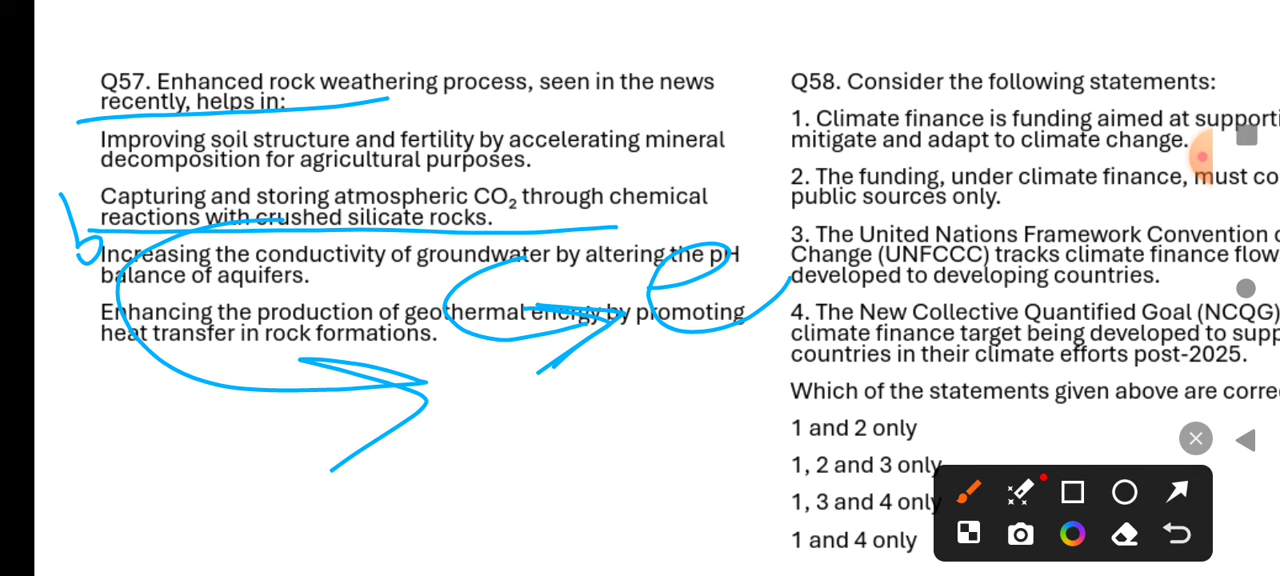 Q57. Enhanced rock weathering process, seen in the news
recently, helps in:
Improving soil structure and fertility by accelerating mineral
decomposition for agricultural purposes.
Capturing and storing atmospheric CO₂ through chemical
reactions with crushed silicate rocks.
b
Increasing the conductivity of groundwater by altering the pH
balance of aquifers.
Enhancing the production of geothermal energy by promoting
heat transfer in rock formations.
Q58. Consider the following statements:
1. Climate finance is funding aimed at supporti
mitigate and adapt to climate change.
2. The funding, under climate finance, must co
public sources only.
3. The United Nations Framework Convention o
Change (UNFCCC) tracks climate finance flow
developed to developing countries.
4. The New Collective Quantified Goal (NCQG)
climate finance target being developed to supp
countries in their climate efforts post-2025.
Which of the statements given above are corre
1 and 2 only
1, 2 and 3 only
1, 3 and 4 only
1 and 4 only